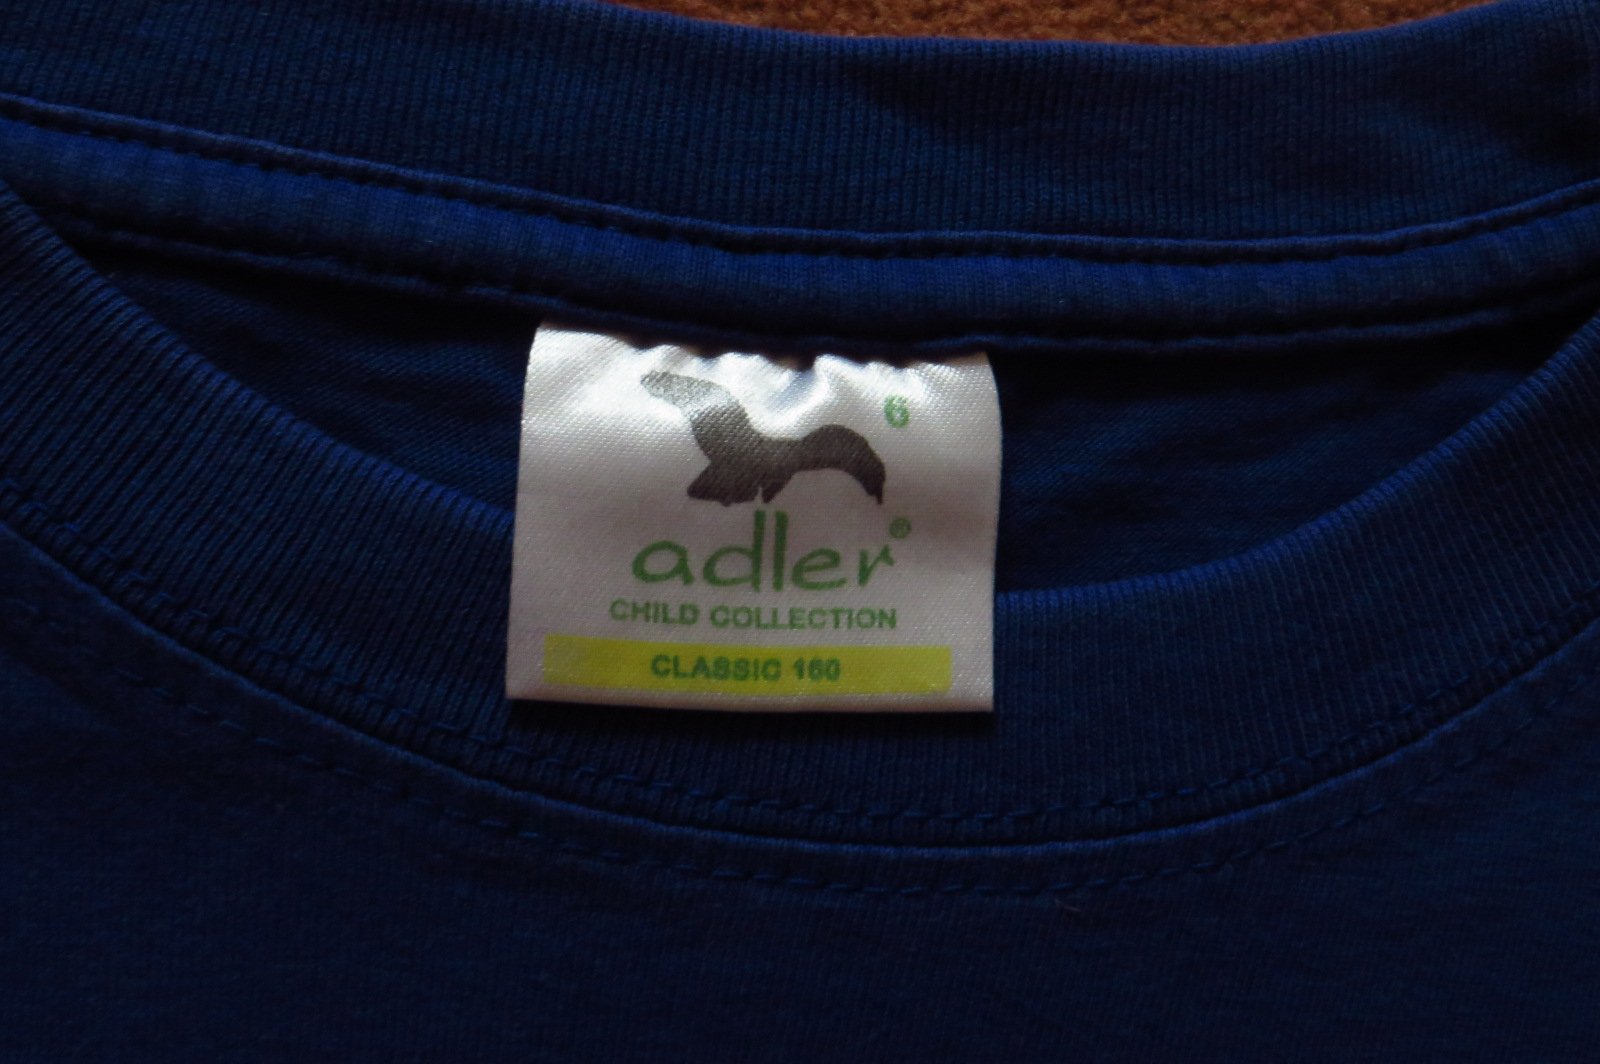 6
adler®
CHILD COLLECTION
CLASSIC 160